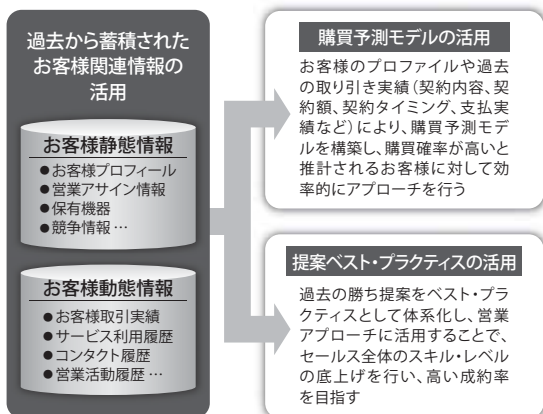 過去から蓄積された
お客様関連情報の
活用
お客様静態情報
●お客様プロフィール
●営業アサイン情報
●保有機器
●競争情報…
お客様動態情報
●お客様取引実績
●サービス利用履歴
●コンタクト履歴
●営業活動履歴…
購買予測モデルの活用
お客様のプロファイルや過去
の取り引き実績（契約内容、契
約額、契約タイミング、支払実
績など）により、購買予測モデ
ルを構築し、購買確率が高いと
推計されるお客様に対して効
率的にアプローチを行う
提案ベスト・プラクティスの活用
過去の勝ち提案をベスト・プラ
クティスとして体系化し、営業
アプローチに活用することで、
セールス全体のスキル・レベル
の底上げを行い、高い成約率
を目指す